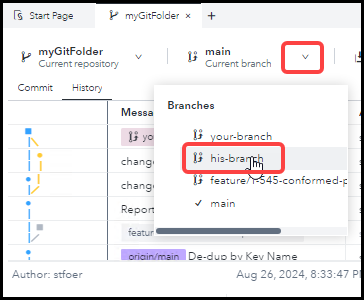 Start Page
myGitFolder
×
+
myGitFolder
Current repository
main
Current branch
Commit
History
Messa
Branches
yo
your-branch
change
his-branch
change
feature/1-545-conformed-p
Report
✓ main
featur
origin/main De-dup by Key Name
Author: stfoer
Aug 26, 2024, 8:33:47 P